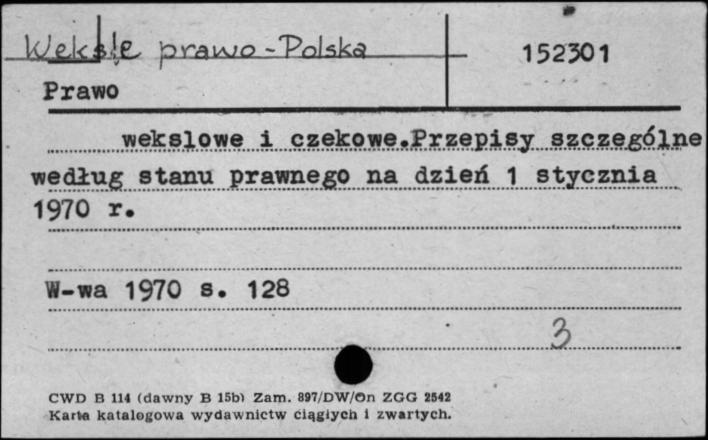 Weksle prawo - Polska
152301
Prawo
wekslowe i czekowe.Przepisy szczególne
według stanu prawnego na dzień 1 stycznia
1970 r.
W-wa 1970 s. 128
3
CWD B 114 (dawny B 15b) Zam. 897/DW/On ZGG 2542
Karta katalogowa wydawnictw ciągłych i zwartych.